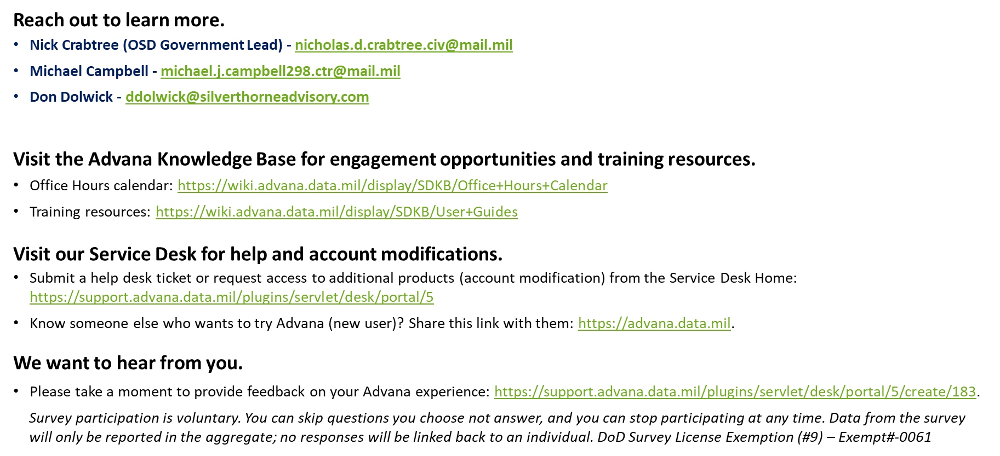 Reach out to learn more.
• Nick Crabtree (OSD Government Lead) - nicholas.d.crabtree.civ@mail.mil
• Michael Campbell - michael.j.campbell298.ctr@mail.mil
• Don Dolwick - ddolwick@silverthorneadvisory.com
Visit the Advana Knowledge Base for engagement opportunities and training resources.
• Office Hours calendar: https://wiki.advana.data.mil/display/SDKB/Office+Hours+Calendar
• Training resources: https://wiki.advana.data.mil/display/SDKB/User+Guides
Visit our Service Desk for help and account modifications.
• Submit a help desk ticket or request access to additional products (account modification) from the Service Desk Home:
https://support.advana.data.mil/plugins/servlet/desk/portal/5
• Know someone else who wants to try Advana (new user)? Share this link with them: https://advana.data.mil.
We want to hear from you.
• Please take a moment to provide feedback on your Advana experience: https://support.advana.data.mil/plugins/servlet/desk/portal/5/create/183.
Survey participation is voluntary. You can skip questions you choose not answer, and you can stop participating at any time. Data from the survey
will only be reported in the aggregate; no responses will be linked back to an individual. DoD Survey License Exemption (#9) – Exempt#-0061